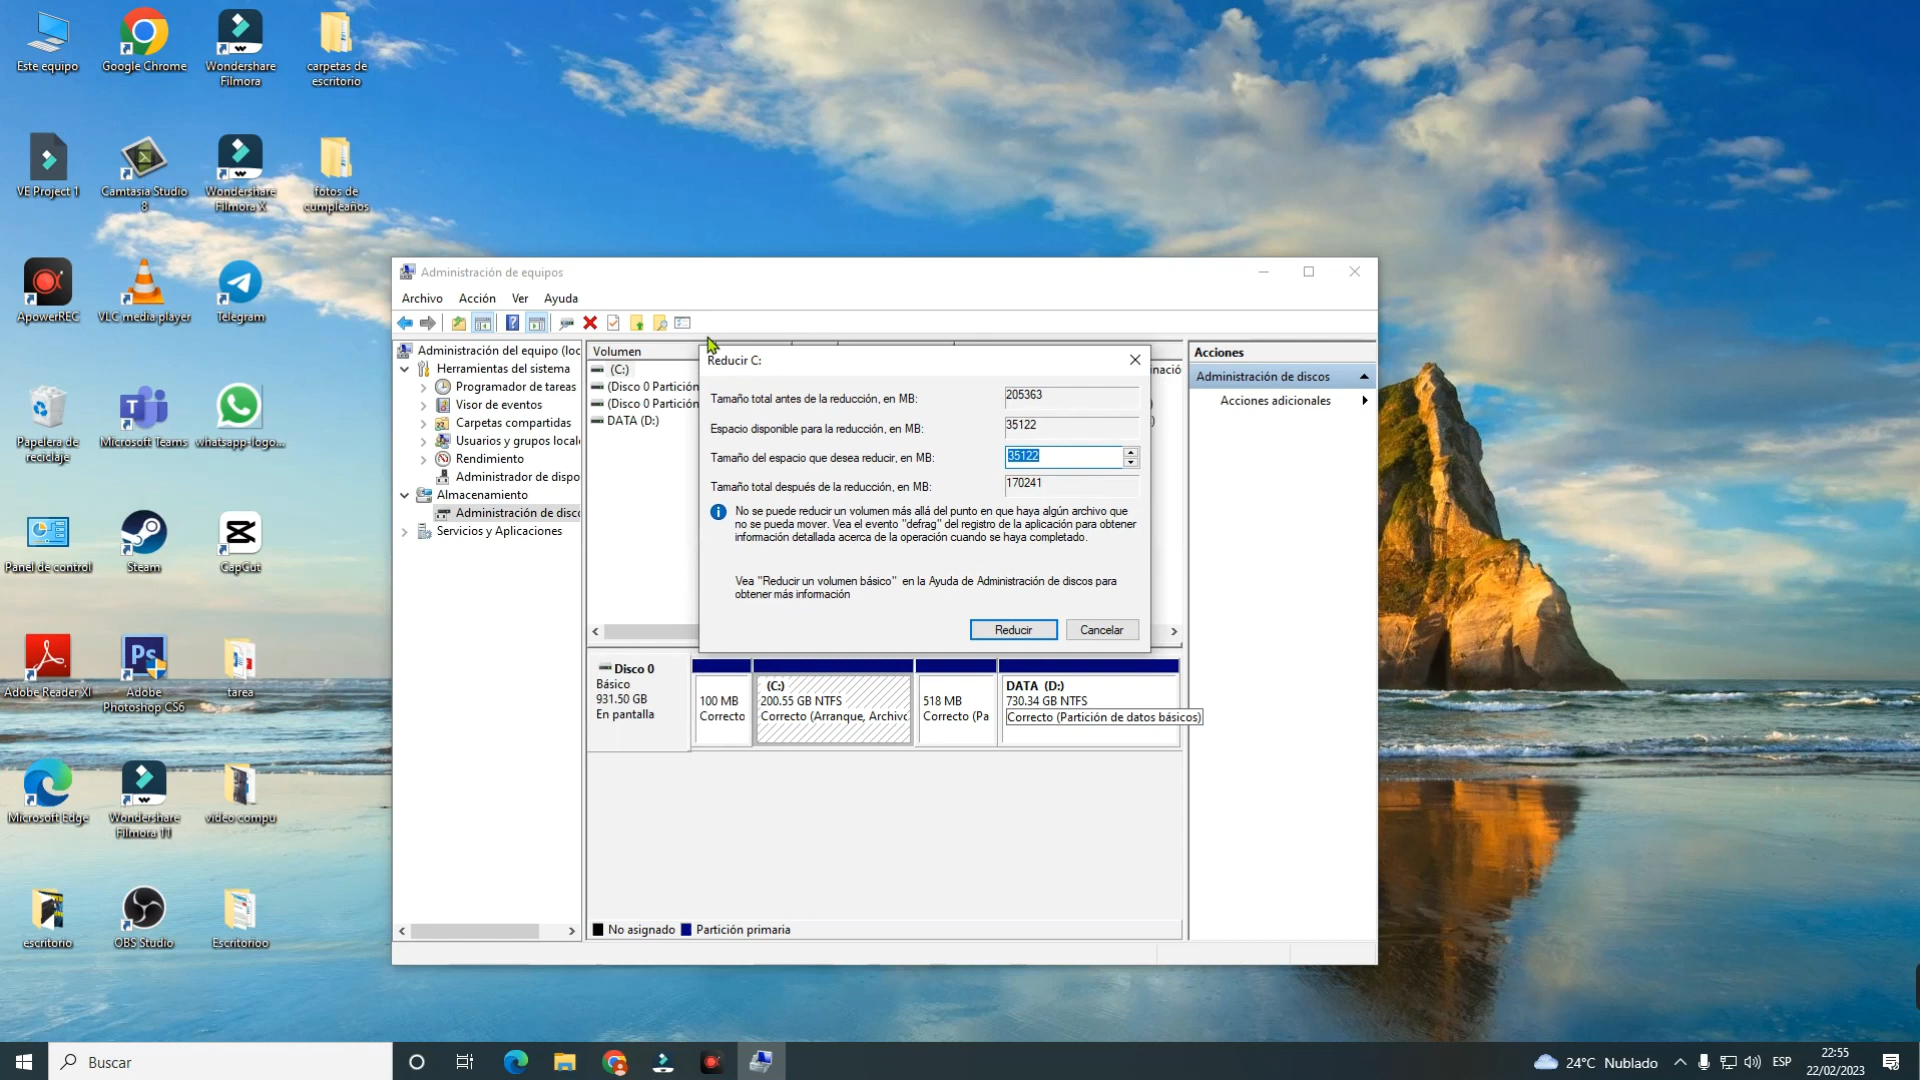 Este equipo
Google Chrome
Wondershare
Filmora
carpetas de
escritorio
VE Project 1
Camtasia Studio
8
Wondershare
Filmora X
fotos de
cumpleaños
ApowerREC
VLC media player
Telegram
Papelera de
reciclaje
Microsoft Teams
whatsapp-logo...
Panel de control
Steam
CapCut
Adobe Reader XI
Adobe
Photoshop CS6
tarea
Microsoft Edge
Wondershare
Filmora 11
video compu
escritorio
OBS Studio
Escritorioo
Administración de equipos
Archivo Acción Ver Ayuda
Administración del equipo (loc
Herramientas del sistema
Programador de tareas
Visor de eventos
Carpetas compartidas
Usuarios y grupos locale
Rendimiento
Administrador de dispo
Almacenamiento
Administración de disco
Servicios y Aplicaciones
Volumen
(C:)
(Disco 0 Partición
(Disco 0 Partición
DATA (D:)
inació
Reducir C:
Tamaño total antes de la reducción, en MB: 205363
Espacio disponible para la reducción, en MB: 35122
Tamaño del espacio que desea reducir, en MB: 35122
Tamaño total después de la reducción, en MB: 170241
No se puede reducir un volumen más allá del punto en que haya algún archivo que
no se pueda mover. Vea el evento "defrag" del registro de la aplicación para obtener
información detallada acerca de la operación cuando se haya completado.
Vea "Reducir un volumen básico" en la Ayuda de Administración de discos para
obtener más información
Reducir Cancelar
Acciones
Administración de discos
Acciones adicionales
Disco 0
Básico
931.50 GB
En pantalla
100 MB
Correcto
(C:)
200.55 GB NTFS
Correcto (Arranque, Archivo
518 MB
Correcto (Pa
DATA (D:)
730.34 GB NTFS
Correcto (Partición de datos básicos)
No asignado Partición primaria
Buscar
24°C Nublado
ESP
22:55
22/02/2023